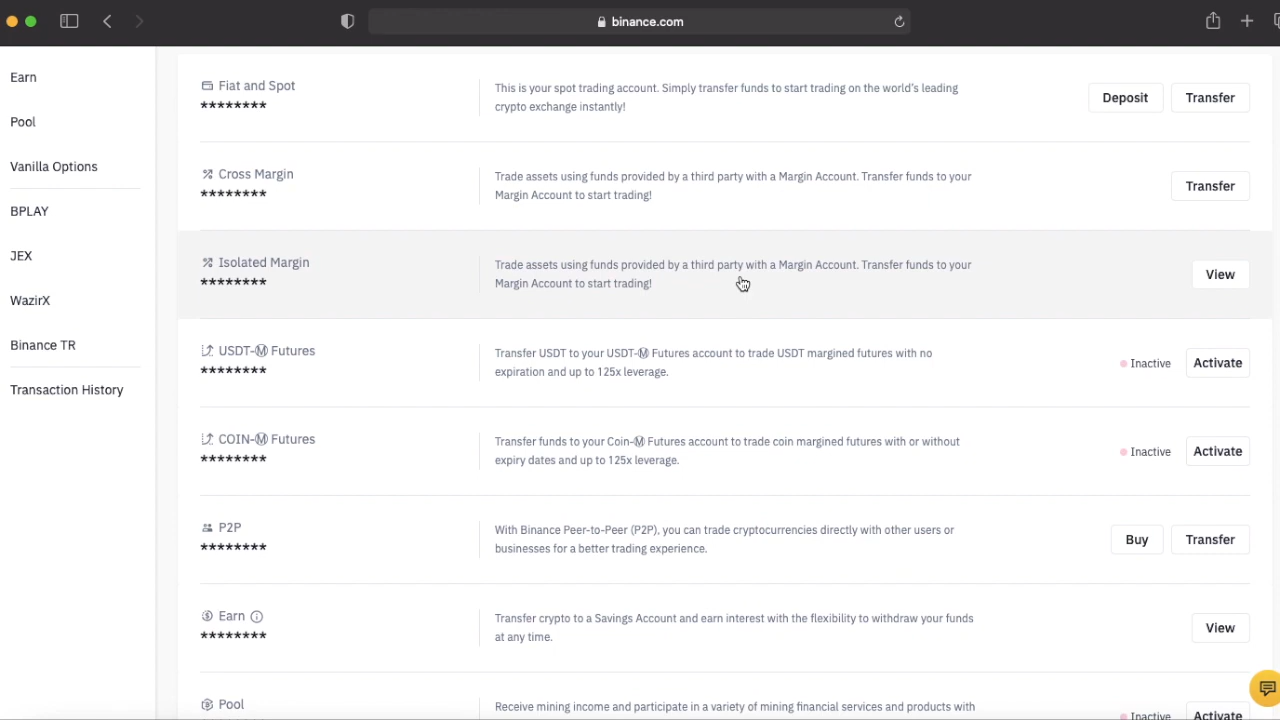 binance.com
Earn
Pool
Vanilla Options
BPLAY
JEX
WazirX
Binance TR
Transaction History
Fiat and Spot
********
This is your spot trading account. Simply transfer funds to start trading on the world's leading
crypto exchange instantly!
Deposit
Transfer
Cross Margin
********
Trade assets using funds provided by a third party with a Margin Account. Transfer funds to your
Margin Account to start trading!
Transfer
Isolated Margin
********
Trade assets using funds provided by a third party with a Margin Account. Transfer funds to your
Margin Account to start trading!
View
USDT-Ⓜ Futures
********
Transfer USDT to your USDT-Ⓜ Futures account to trade USDT margined futures with no
expiration and up to 125x leverage.
Inactive
Activate
COIN-Ⓜ Futures
********
Transfer funds to your Coin-Ⓜ Futures account to trade coin margined futures with or without
expiry dates and up to 125x leverage.
Inactive
Activate
P2P
********
With Binance Peer-to-Peer (P2P), you can trade cryptocurrencies directly with other users or
businesses for a better trading experience.
Buy
Transfer
Earn
********
Transfer crypto to a Savings Account and earn interest with the flexibility to withdraw your funds
at any time.
View
Pool
Receive mining income and participate in a variety of mining financial services and products with
Inactive
Activate